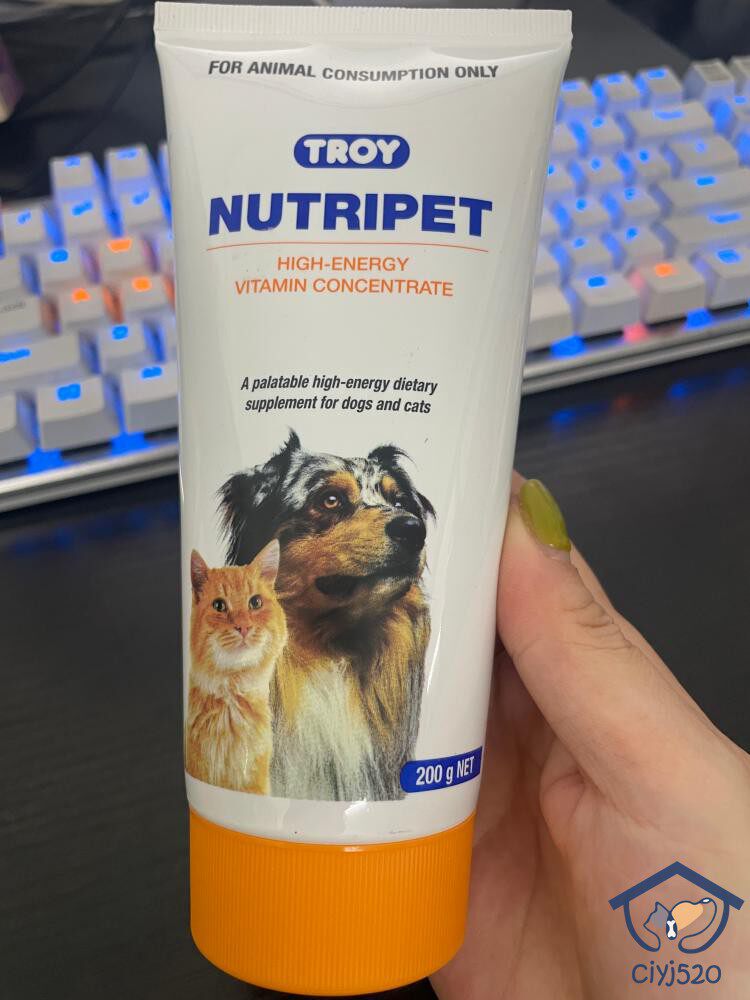 FOR ANIMAL CONSUMPTION ONLY
TROY
NUTRIPET
HIGH-ENERGY
VITAMIN CONCENTRATE
A palatable high-energy dietary
supplement for dogs and cats
200 g NET
ciyj520